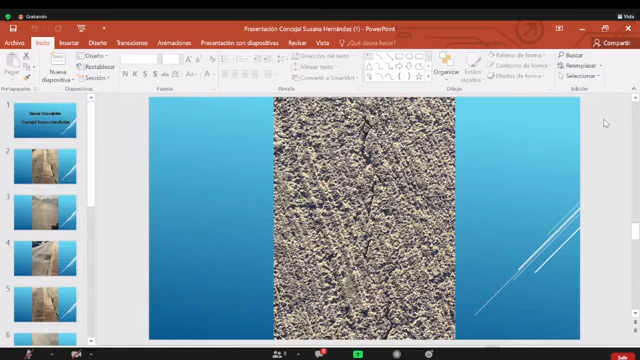 Grabando
Vista
Presentación Concejal Susana Hernández (1) - PowerPoint
Archivo Inicio Insertar Diseño Transiciones Animaciones Presentación con diapositivas Revisar Vista ¿Qué desea hacer?
Compartir
Pegar
Nueva diapositiva
Diseño
Restablecer
Sección
N K S
Dirección del texto
Alinear texto
Convertir a SmartArt
Organizar
Estilos rápidos
Relleno de forma
Contorno de forma
Efectos de forma
Buscar
Reemplazar
Seleccionar
Portapapeles Diapositivas Fuente Párrafo Dibujo Edición
1
2
3
4
5
6
Salir